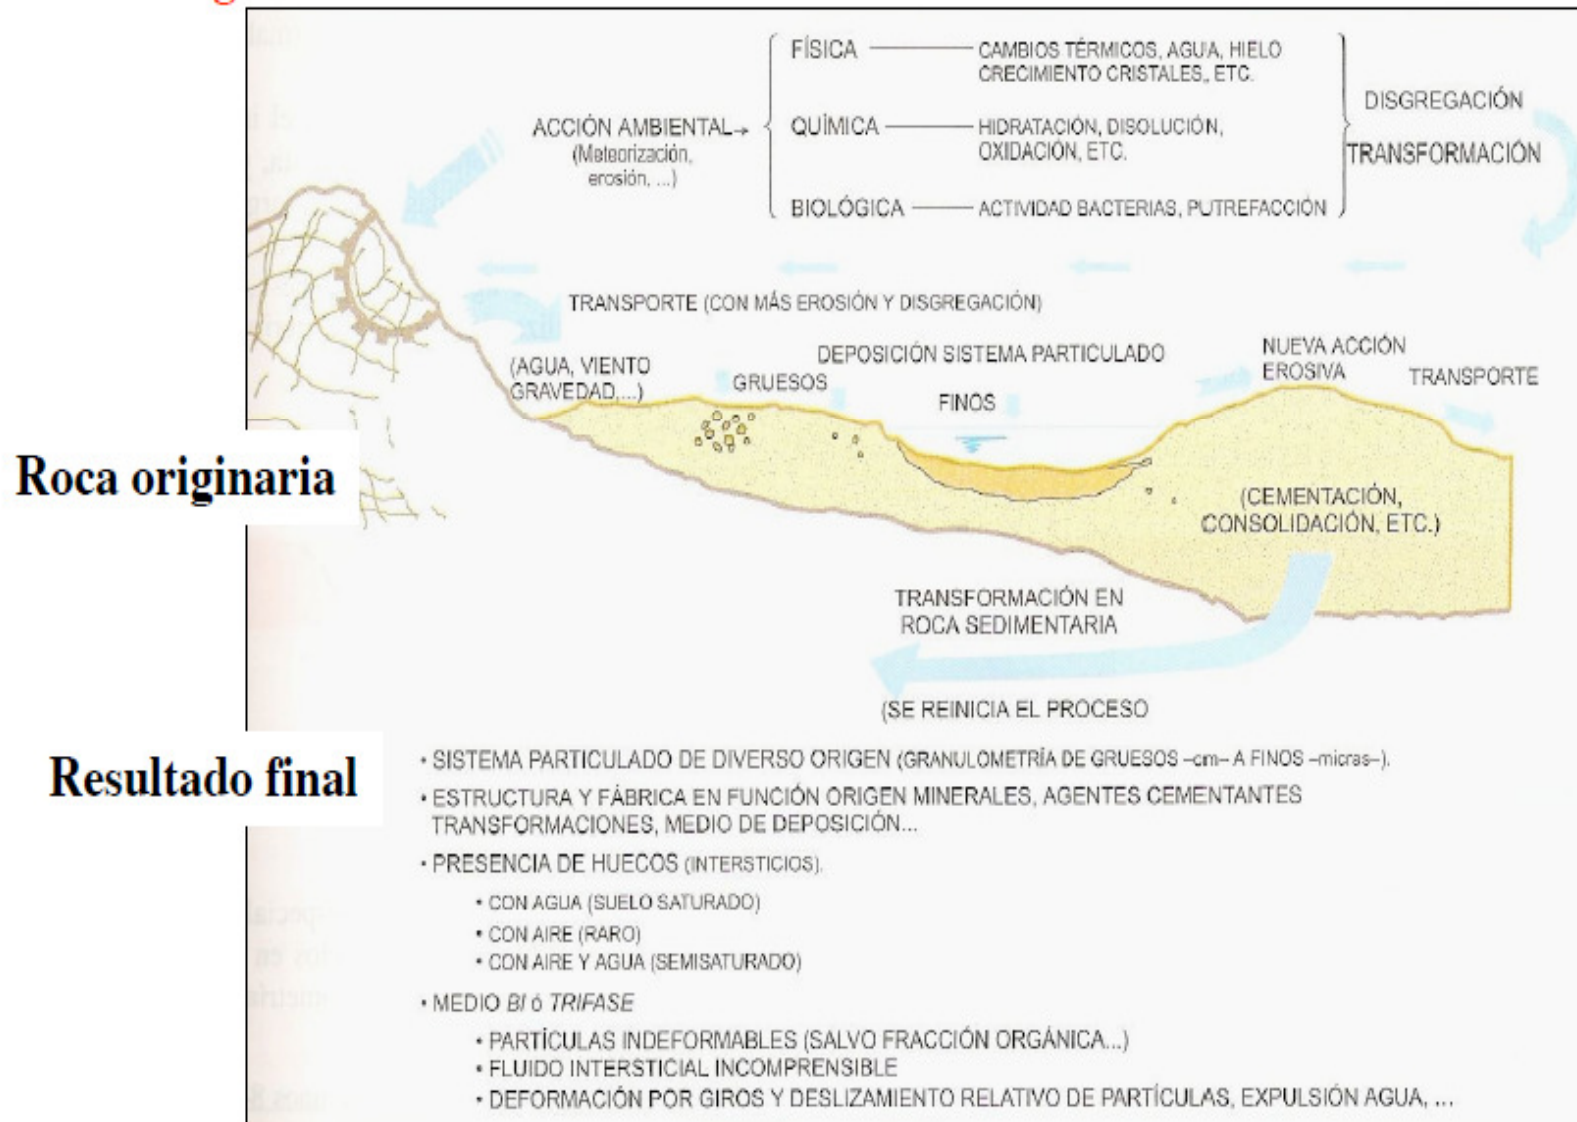 FÍSICA
CAMBIOS TÉRMICOS, AGUA, HIELO
CRECIMIENTO CRISTALES, ETC.
ACCIÓN AMBIENTAL→
(Meteorización,
erosión, ...)
QUÍMICA
HIDRATACIÓN, DISOLUCIÓN,
OXIDACIÓN, ETC.
BIOLÓGICA
ACTIVIDAD BACTERIAS, PUTREFACCIÓN
DISGREGACIÓN
TRANSFORMACIÓN
TRANSPORTE (CON MÁS EROSIÓN Y DISGREGACIÓN)
(AGUA, VIENTO
GRAVEDAD,...)
DEPOSICIÓN SISTEMA PARTICULADO
GRUESOS
FINOS
NUEVA ACCIÓN
EROSIVA
TRANSPORTE
Roca originaria
(CEMENTACIÓN,
CONSOLIDACIÓN, ETC.)
TRANSFORMACIÓN EN
ROCA SEDIMENTARIA
(SE REINICIA EL PROCESO
Resultado final
• SISTEMA PARTICULADO DE DIVERSO ORIGEN (GRANULOMETRÍA DE GRUESOS –cm– A FINOS –micras–).
• ESTRUCTURA Y FÁBRICA EN FUNCIÓN ORIGEN MINERALES, AGENTES CEMENTANTES
TRANSFORMACIONES, MEDIO DE DEPOSICIÓN...
• PRESENCIA DE HUECOS (INTERSTICIOS).
• CON AGUA (SUELO SATURADO)
• CON AIRE (RARO)
• CON AIRE Y AGUA (SEMISATURADO)
• MEDIO BI ó TRIFASE
• PARTÍCULAS INDEFORMABLES (SALVO FRACCIÓN ORGÁNICA...)
• FLUIDO INTERSTICIAL INCOMPRENSIBLE
• DEFORMACIÓN POR GIROS Y DESLIZAMIENTO RELATIVO DE PARTÍCULAS, EXPULSIÓN AGUA, ...